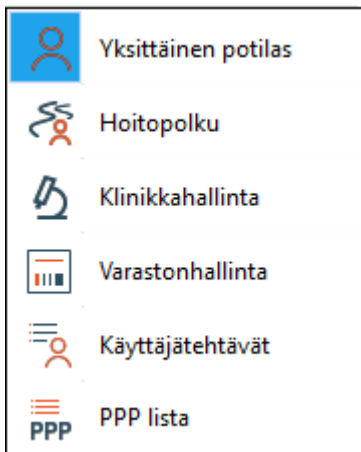 Yksittäinen potilas
Hoitopolku
Klinikkahallinta
Varastonhallinta
Käyttäjätehtävät
PPP PPP lista